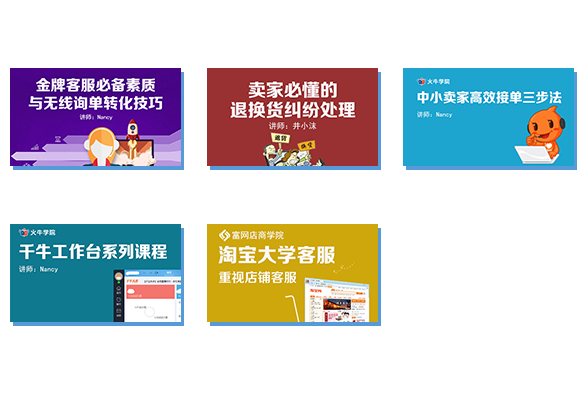 金牌客服必备素质
与无线询单转化技巧
讲师：Nancy
卖家必懂的
退换货纠纷处理
讲师：井小沫
退货
换货
火牛学院
中小卖家高效接单三步法
讲师：Nancy
火牛学院
千牛工作台系列课程
讲师：Nancy
富网店商学院
淘宝大学客服
重视店铺客服